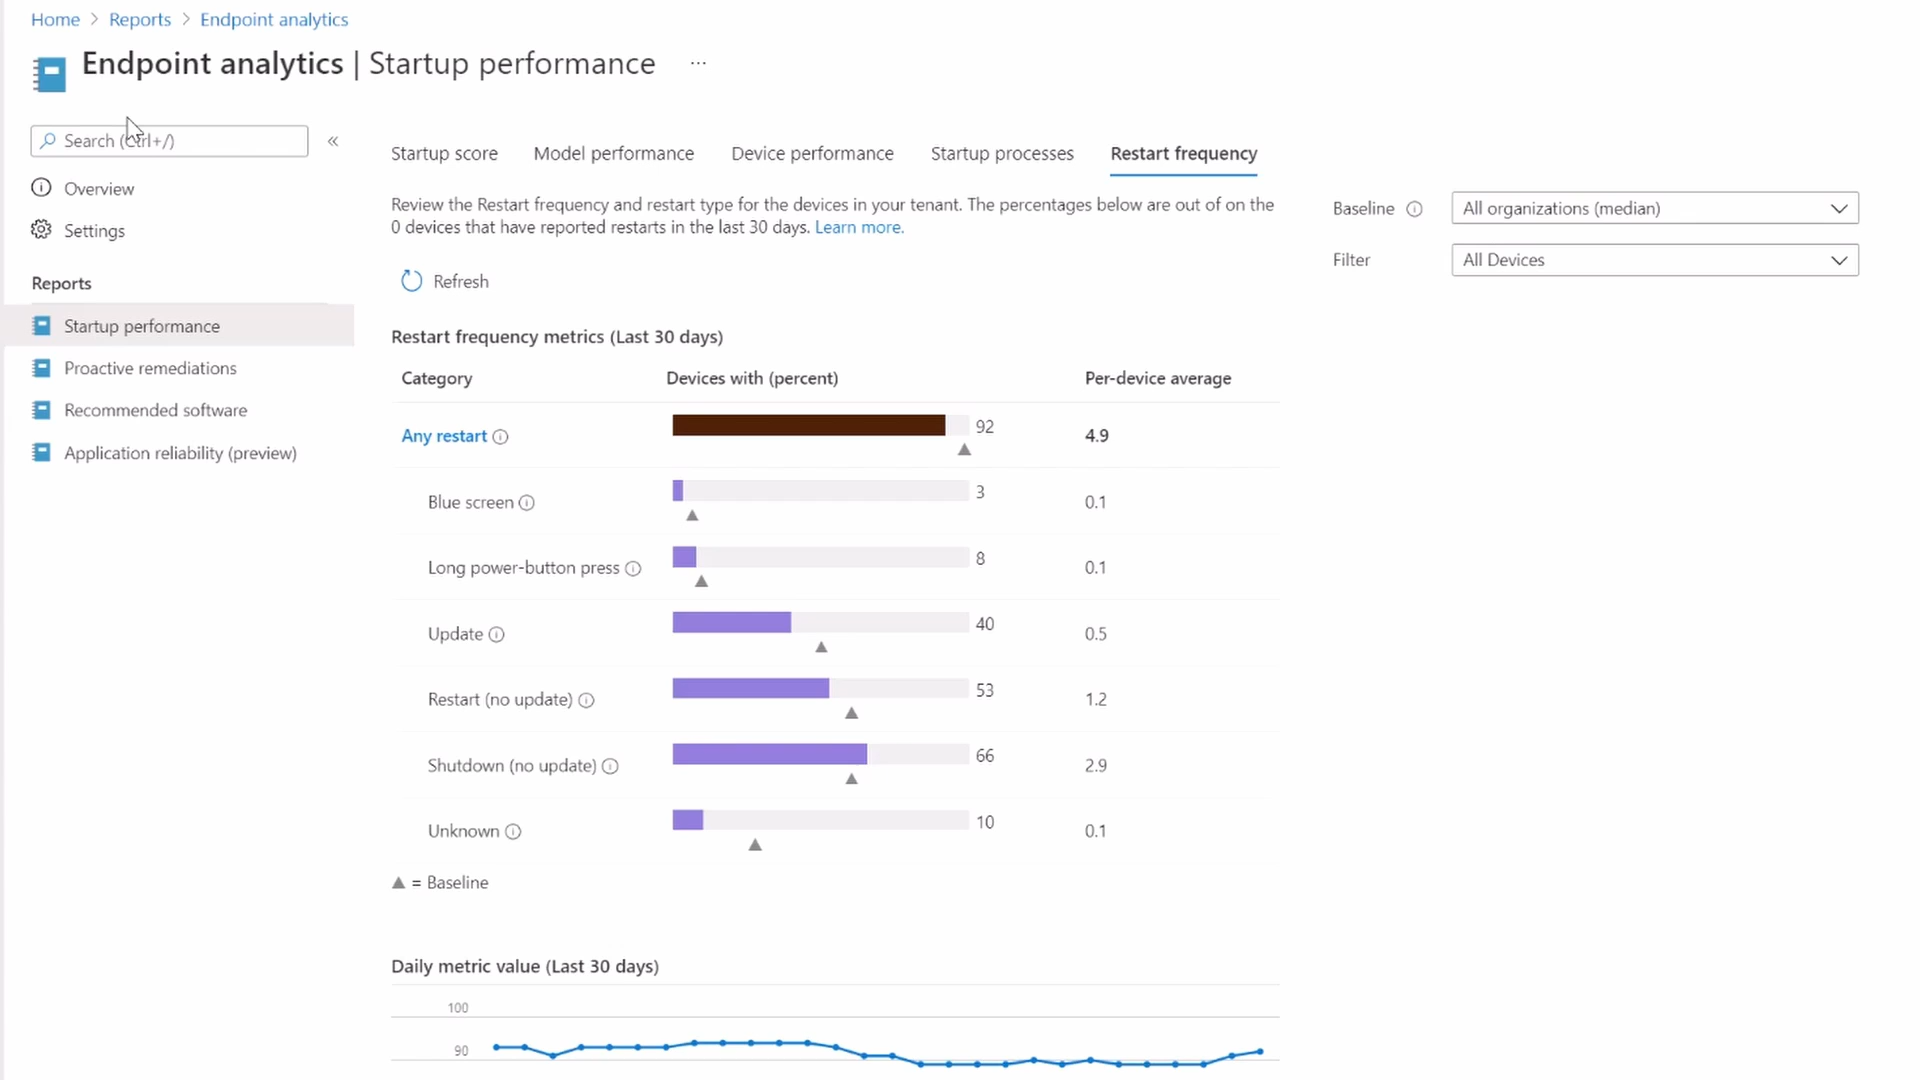 Home > Reports > Endpoint analytics
Endpoint analytics | Startup performance ...
Search (Ctrl+/) «
Overview
Settings
Reports
Startup performance
Proactive remediations
Recommended software
Application reliability (preview)
Startup score Model performance Device performance Startup processes Restart frequency
Review the Restart frequency and restart type for the devices in your tenant. The percentages below are out of on the
0 devices that have reported restarts in the last 30 days. Learn more.
Baseline All organizations (median)
Filter All Devices
Refresh
Restart frequency metrics (Last 30 days)
Category Devices with (percent) Per-device average
Any restart 92 4.9
Blue screen 3 0.1
Long power-button press 8 0.1
Update 40 0.5
Restart (no update) 53 1.2
Shutdown (no update) 66 2.9
Unknown 10 0.1
▲ = Baseline
Daily metric value (Last 30 days)
100
90